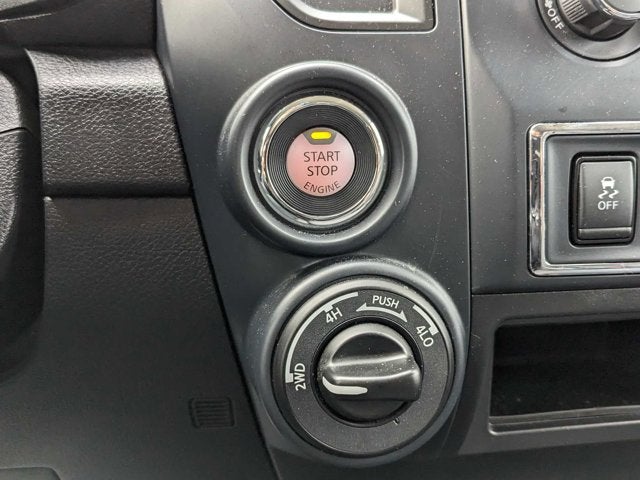 OFF
START
STOP
ENGINE
OFF
PUSH
4H
4LO
2WD